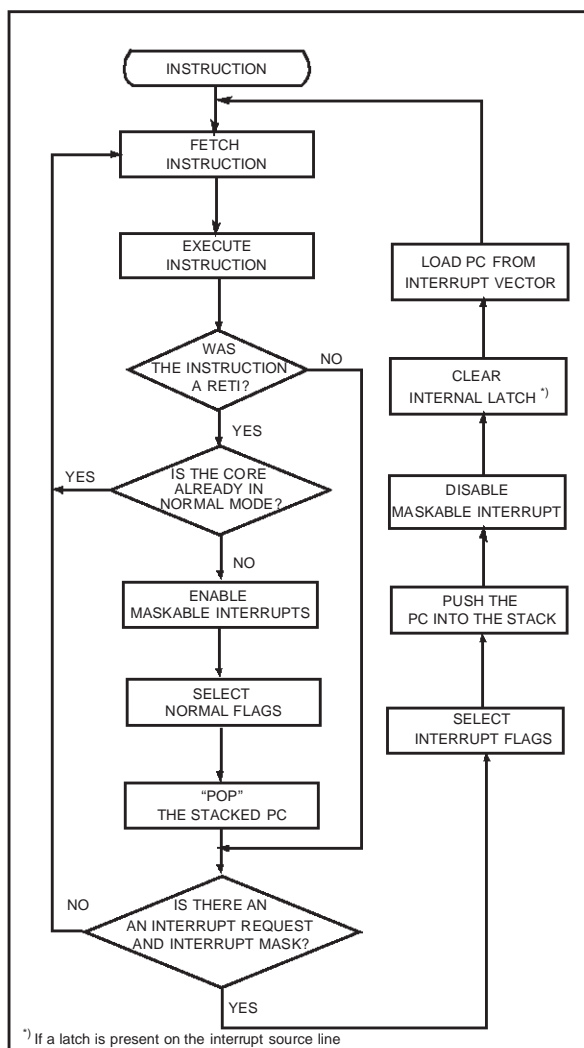 INSTRUCTION
FETCH
INSTRUCTION
EXECUTE
INSTRUCTION
WAS
THE INSTRUCTION
A RETI?
NO
YES
IS THE CORE
ALREADY IN
NORMAL MODE?
YES
NO
ENABLE
MASKABLE INTERRUPTS
SELECT
NORMAL FLAGS
“POP”
THE STACKED PC
IS THERE AN
AN INTERRUPT REQUEST
AND INTERRUPT MASK?
NO
YES
SELECT
INTERRUPT FLAGS
PUSH THE
PC INTO THE STACK
DISABLE
MASKABLE INTERRUPT
CLEAR
INTERNAL LATCH *)
LOAD PC FROM
INTERRUPT VECTOR
*) If a latch is present on the interrupt source line